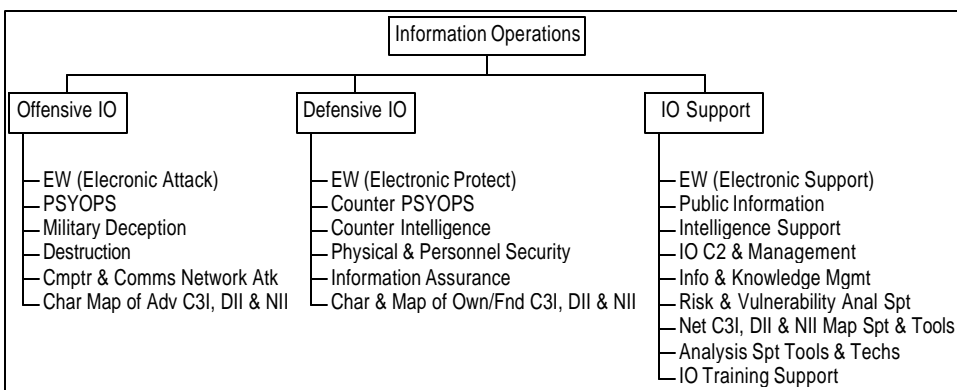 Information Operations
Offensive IO
EW (Elecronic Attack)
PSYOPS
Military Deception
Destruction
Cmptr & Comms Network Atk
Char Map of Adv C3I, DII & NII
Defensive IO
EW (Electronic Protect)
Counter PSYOPS
Counter Intelligence
Physical & Personnel Security
Information Assurance
Char & Map of Own/Fnd C3I, DII & NII
IO Support
EW (Electronic Support)
Public Information
Intelligence Support
IO C2 & Management
Info & Knowledge Mgmt
Risk & Vulnerability Anal Spt
Net C3I, DII & NII Map Spt & Tools
Analysis Spt Tools & Techs
IO Training Support